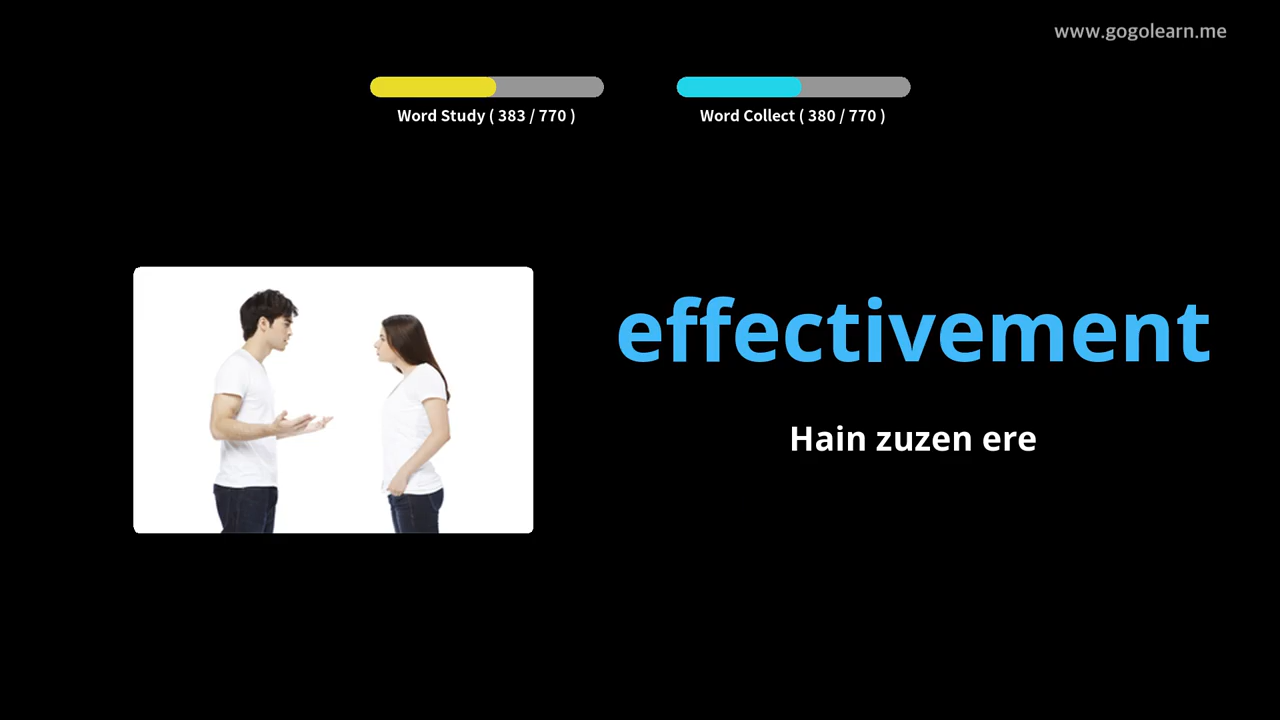 www.gogolearn.me
Word Study ( 383 / 770 )
Word Collect ( 380 / 770 )
effectivement
Hain zuzen ere